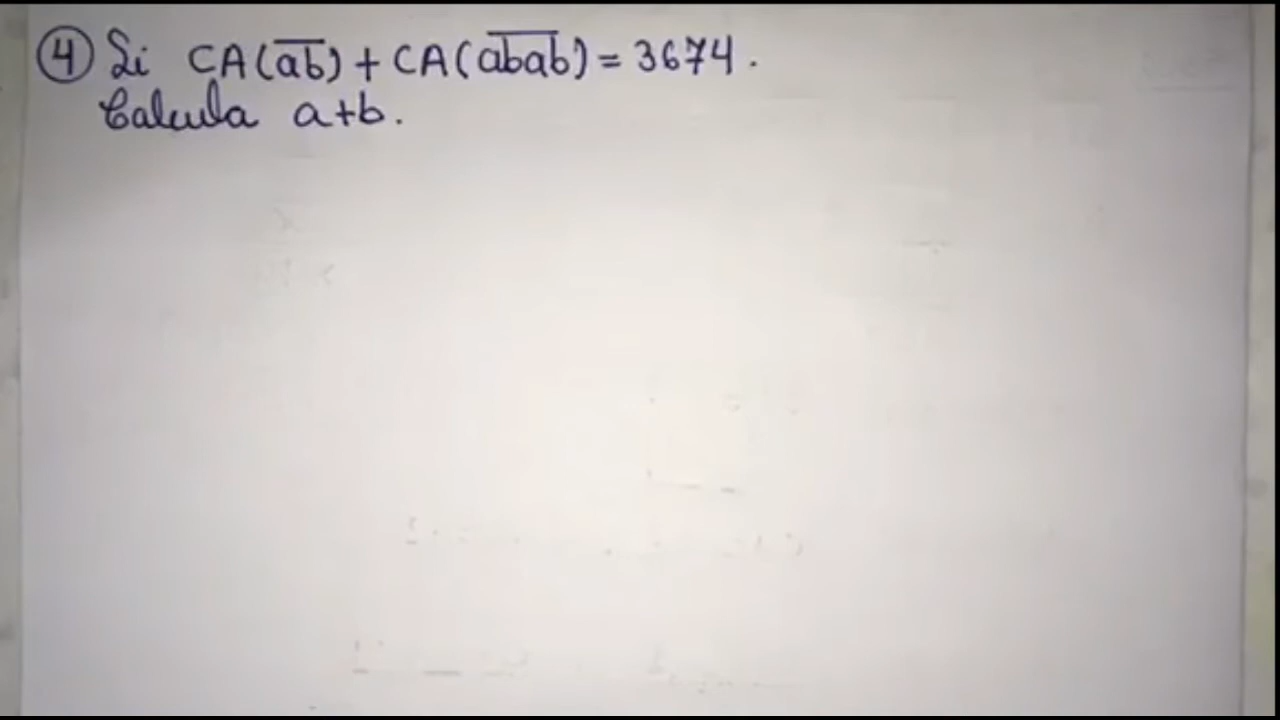 ④ Si CA(ab) + CA(abab) = 3674.
Calcula a+b.